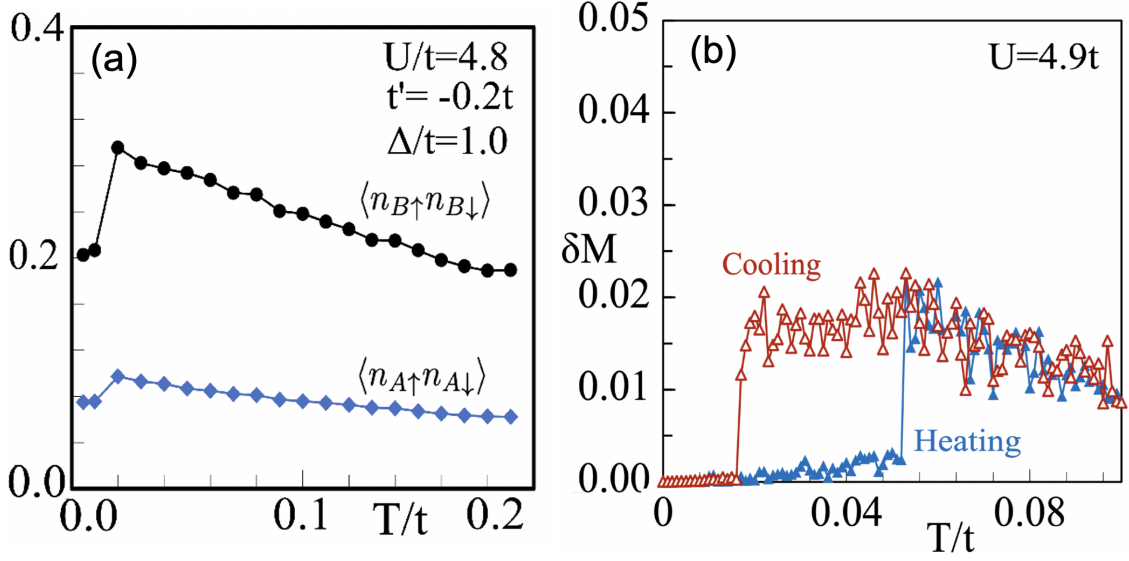 (a)
U/t=4.8
t'= -0.2t
Δ/t=1.0
⟨n_{B↑}n_{B↓}⟩
⟨n_{A↑}n_{A↓}⟩
0.4
0.2
0.0
0.0
0.1
0.2
T/t
(b)
U=4.9t
0.05
0.04
0.03
δM
0.02
0.01
0.00
Cooling
Heating
0
0.04
0.08
T/t